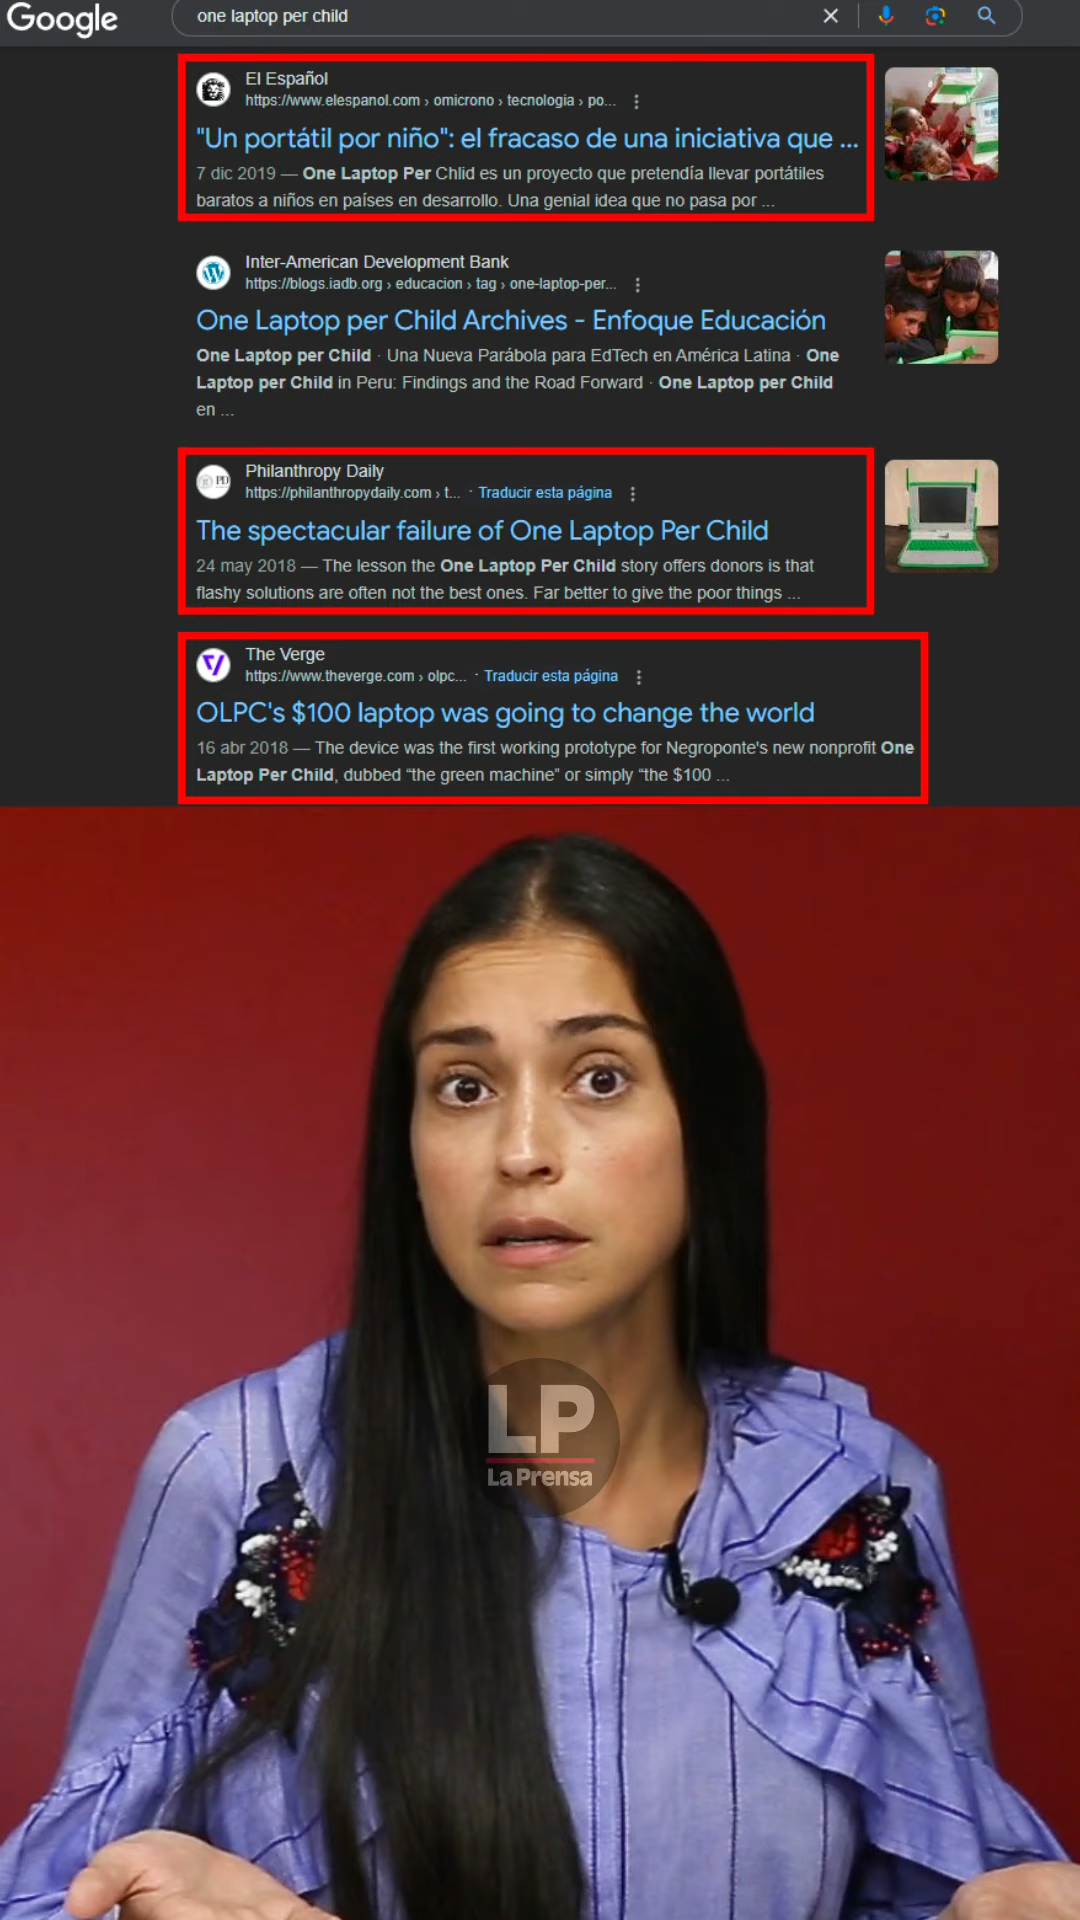 Google
one laptop per child
El Español
https://www.elespanol.com › omicrono › tecnologia › po...
"Un portátil por niño": el fracaso de una iniciativa que ...
7 dic 2019 — One Laptop Per Chlid es un proyecto que pretendía llevar portátiles
baratos a niños en países en desarrollo. Una genial idea que no pasa por ...
Inter-American Development Bank
https://blogs.iadb.org › educacion › tag › one-laptop-per...
One Laptop per Child Archives - Enfoque Educación
One Laptop per Child · Una Nueva Parábola para EdTech en América Latina · One
Laptop per Child in Peru: Findings and the Road Forward · One Laptop per Child
en ...
PD
Philanthropy Daily
https://philanthropydaily.com › t... · Traducir esta página
The spectacular failure of One Laptop Per Child
24 may 2018 — The lesson the One Laptop Per Child story offers donors is that
flashy solutions are often not the best ones. Far better to give the poor things ...
The Verge
https://www.theverge.com › olpc... · Traducir esta página
OLPC's $100 laptop was going to change the world
16 abr 2018 — The device was the first working prototype for Negroponte's new nonprofit One
Laptop Per Child, dubbed “the green machine” or simply “the $100 ...
LP
La Prensa